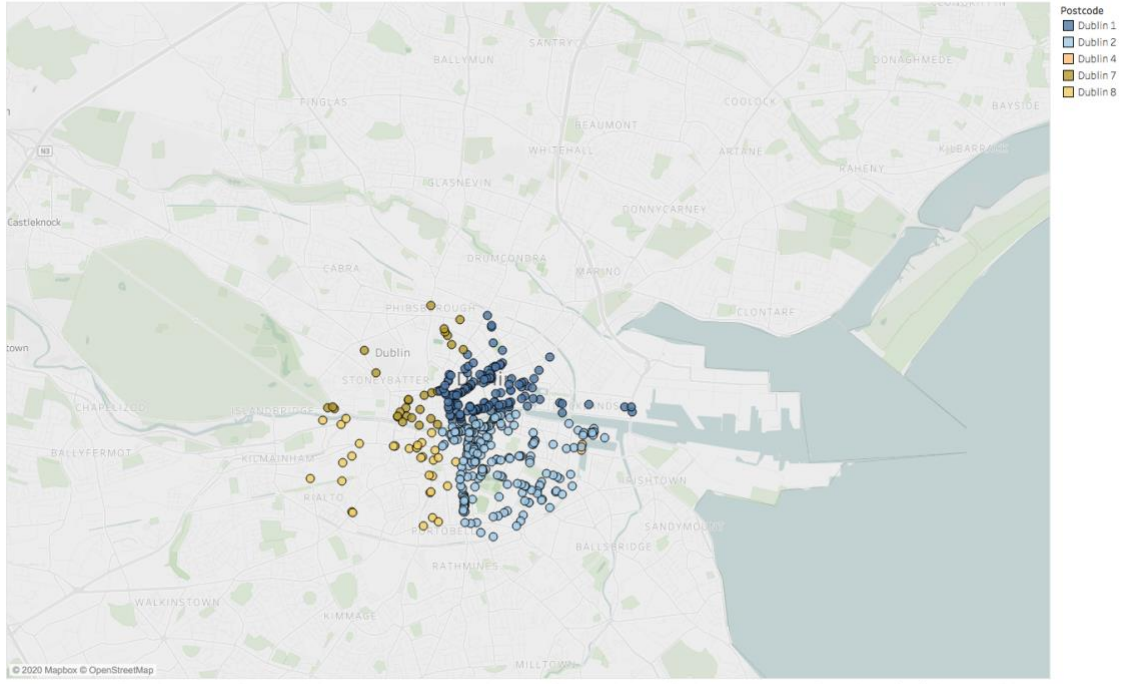 Postcode
Dublin 1
Dublin 2
Dublin 4
Dublin 7
Dublin 8
SANTRY
BALLYMUN
DONAGHMEDE
FINGLAS
COOLOCK
BAYSIDE
BEAUMONT
N3
WHITEHALL
ARTANE
KILBARRACK
RAHENY
GLASNEVIN
DONNYCARNEY
Castleknock
DRUMCONDRA
CABRA
MARINO
PHIBSBOROUGH
CLONTARF
town
Dublin
STONEYBATTER
CHAPELIZOD
ISLANDBRIDGE
BALLYFERMOT
KILMAINHAM
RIALTO
IRISHTOWN
SANDYMOUNT
PORTOBELLO
BALLSBRIDGE
RATHMINES
WALKINSTOWN
KIMMAGE
MILLTOWN
© 2020 Mapbox © OpenStreetMap